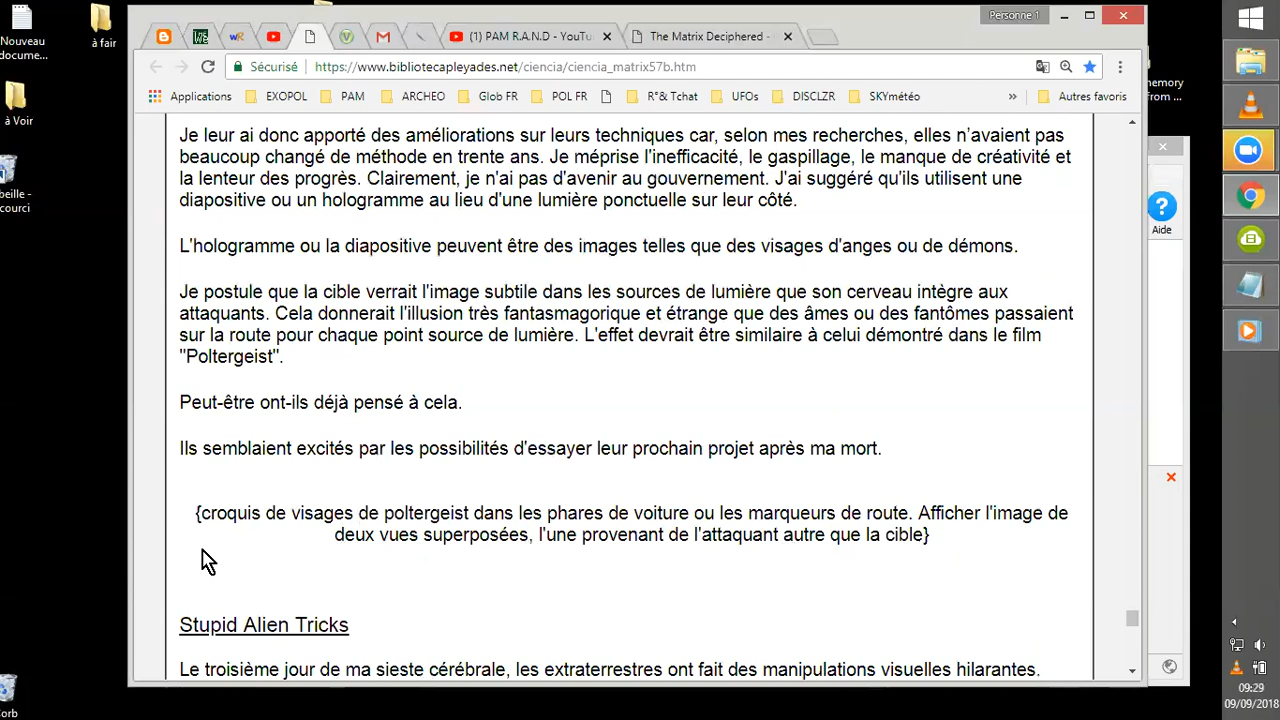 Nouveau
docume...
à fair
à Voir
beille -
courci
Corb
Personne 1
(1) PAM R.A.N.D - YouTu
The Matrix Deciphered -
Sécurisé
https://www.bibliotecapleyades.net/ciencia/ciencia_matrix57b.htm
Applications
EXOPOL
PAM
ARCHEO
Glob FR
POL FR
R°& Tchat
UFOs
DISCLZR
SKYmétéo
»
Autres favoris
Je leur ai donc apporté des améliorations sur leurs techniques car, selon mes recherches, elles n'avaient pas
beaucoup changé de méthode en trente ans. Je méprise l'inefficacité, le gaspillage, le manque de créativité et
la lenteur des progrès. Clairement, je n'ai pas d'avenir au gouvernement. J'ai suggéré qu'ils utilisent une
diapositive ou un hologramme au lieu d'une lumière ponctuelle sur leur côté.
L'hologramme ou la diapositive peuvent être des images telles que des visages d'anges ou de démons.
Je postule que la cible verrait l'image subtile dans les sources de lumière que son cerveau intègre aux
attaquants. Cela donnerait l'illusion très fantasmagorique et étrange que des âmes ou des fantômes passaient
sur la route pour chaque point source de lumière. L'effet devrait être similaire à celui démontré dans le film
"Poltergeist".
Peut-être ont-ils déjà pensé à cela.
Ils semblaient excités par les possibilités d'essayer leur prochain projet après ma mort.
{croquis de visages de poltergeist dans les phares de voiture ou les marqueurs de route. Afficher l'image de
deux vues superposées, l'une provenant de l'attaquant autre que la cible}
Stupid Alien Tricks
Le troisième jour de ma sieste cérébrale, les extraterrestres ont fait des manipulations visuelles hilarantes.
memory
from ...
Aide
09:29
09/09/2018